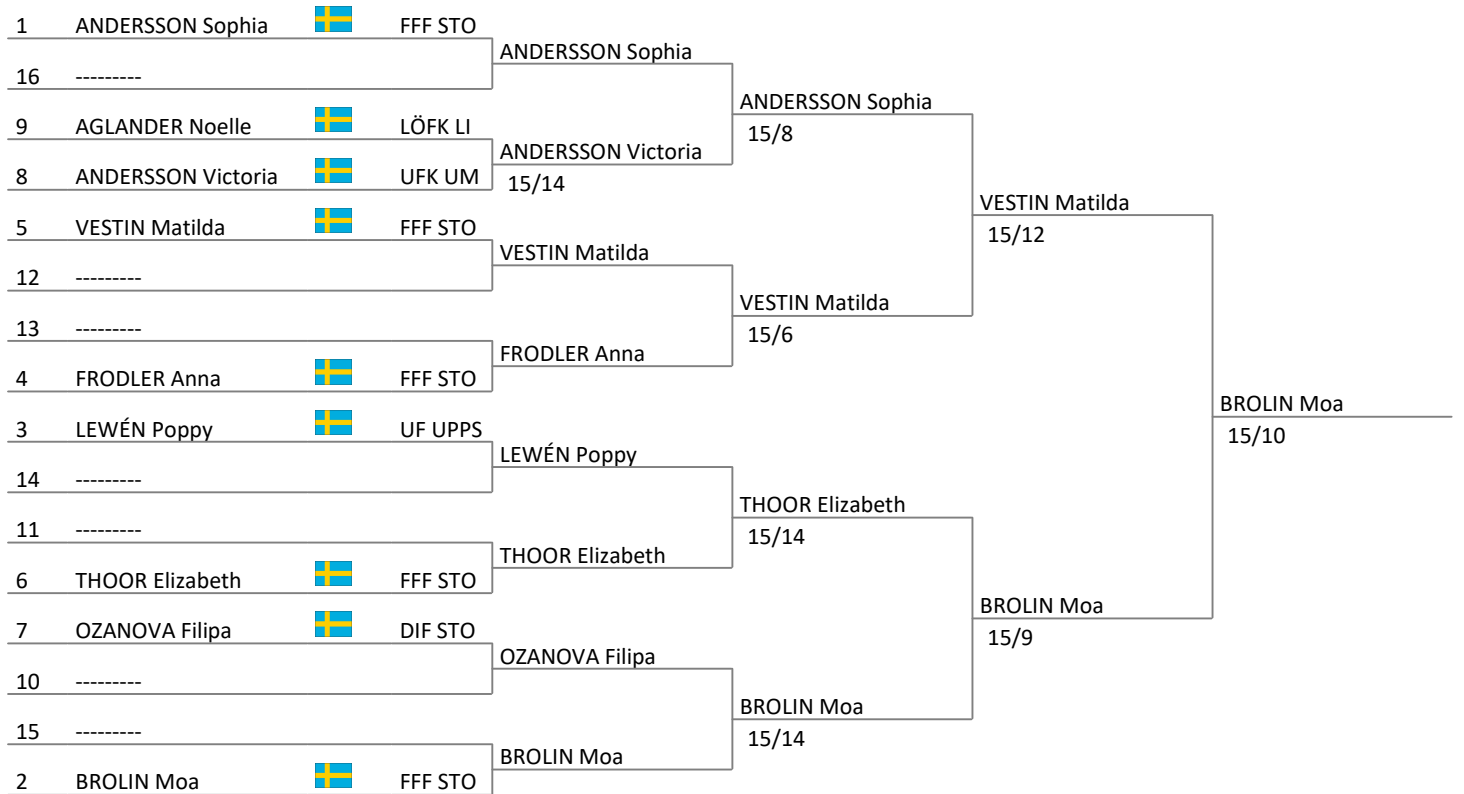 1 ANDERSSON Sophia FFF STO
ANDERSSON Sophia
16 ---------
ANDERSSON Sophia
15/8
9 AGLANDER Noelle LÖFK LI
ANDERSSON Victoria
15/14
8 ANDERSSON Victoria UFK UM
VESTIN Matilda
15/12
5 VESTIN Matilda FFF STO
VESTIN Matilda
12 ---------
VESTIN Matilda
15/6
13 ---------
FRODLER Anna
4 FRODLER Anna FFF STO
BROLIN Moa
15/10
3 LEWÉN Poppy UF UPPS
LEWÉN Poppy
14 ---------
THOOR Elizabeth
15/14
11 ---------
THOOR Elizabeth
6 THOOR Elizabeth FFF STO
BROLIN Moa
15/9
7 OZANOVA Filipa DIF STO
OZANOVA Filipa
10 ---------
BROLIN Moa
15/14
15 ---------
BROLIN Moa
2 BROLIN Moa FFF STO